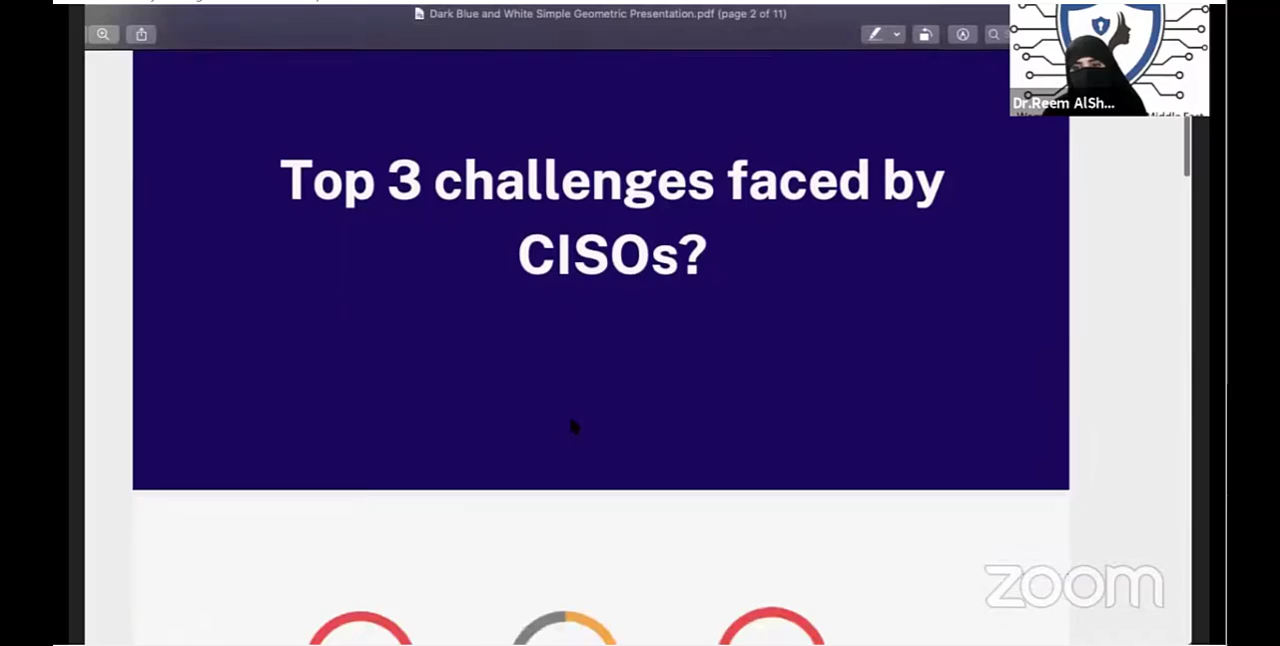 Dark Blue and White Simple Geometric Presentation.pdf (page 2 of 11)
Dr.Reem AlSh...
Top 3 challenges faced by
CISOs?
zoom